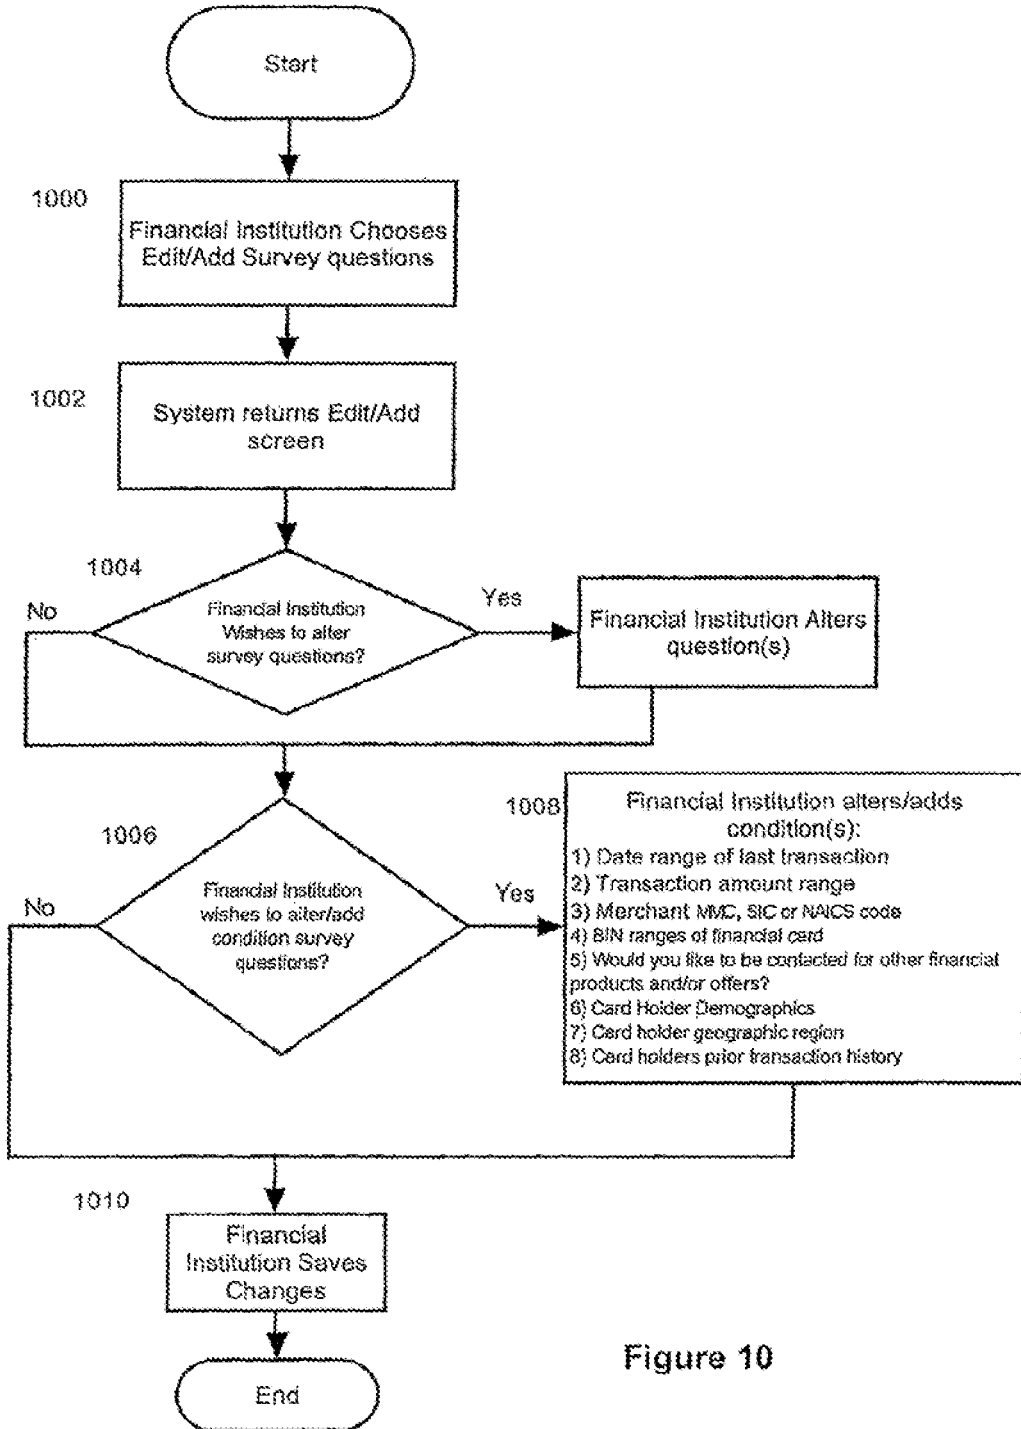 Start
1000
Financial Institution Chooses
Edit/Add Survey questions
1002
System returns Edit/Add
screen
1004
No
Financial Institution
Wishes to alter
survey questions?
Yes
Financial Institution Alters
question(s)
1006
No
Financial Institution
wishes to alter/add
condition survey
questions?
Yes
1008
Financial Institution alters/adds
condition(s):
1) Date range of last transaction
2) Transaction amount range
3) Merchant MMC, SIC or NAICS code
4) BIN ranges of financial card
5) Would you like to be contacted for other financial
products and/or offers?
6) Card Holder Demographics
7) Card holder geographic region
8) Card holders prior transaction history
1010
Financial
Institution Saves
Changes
End
Figure 10